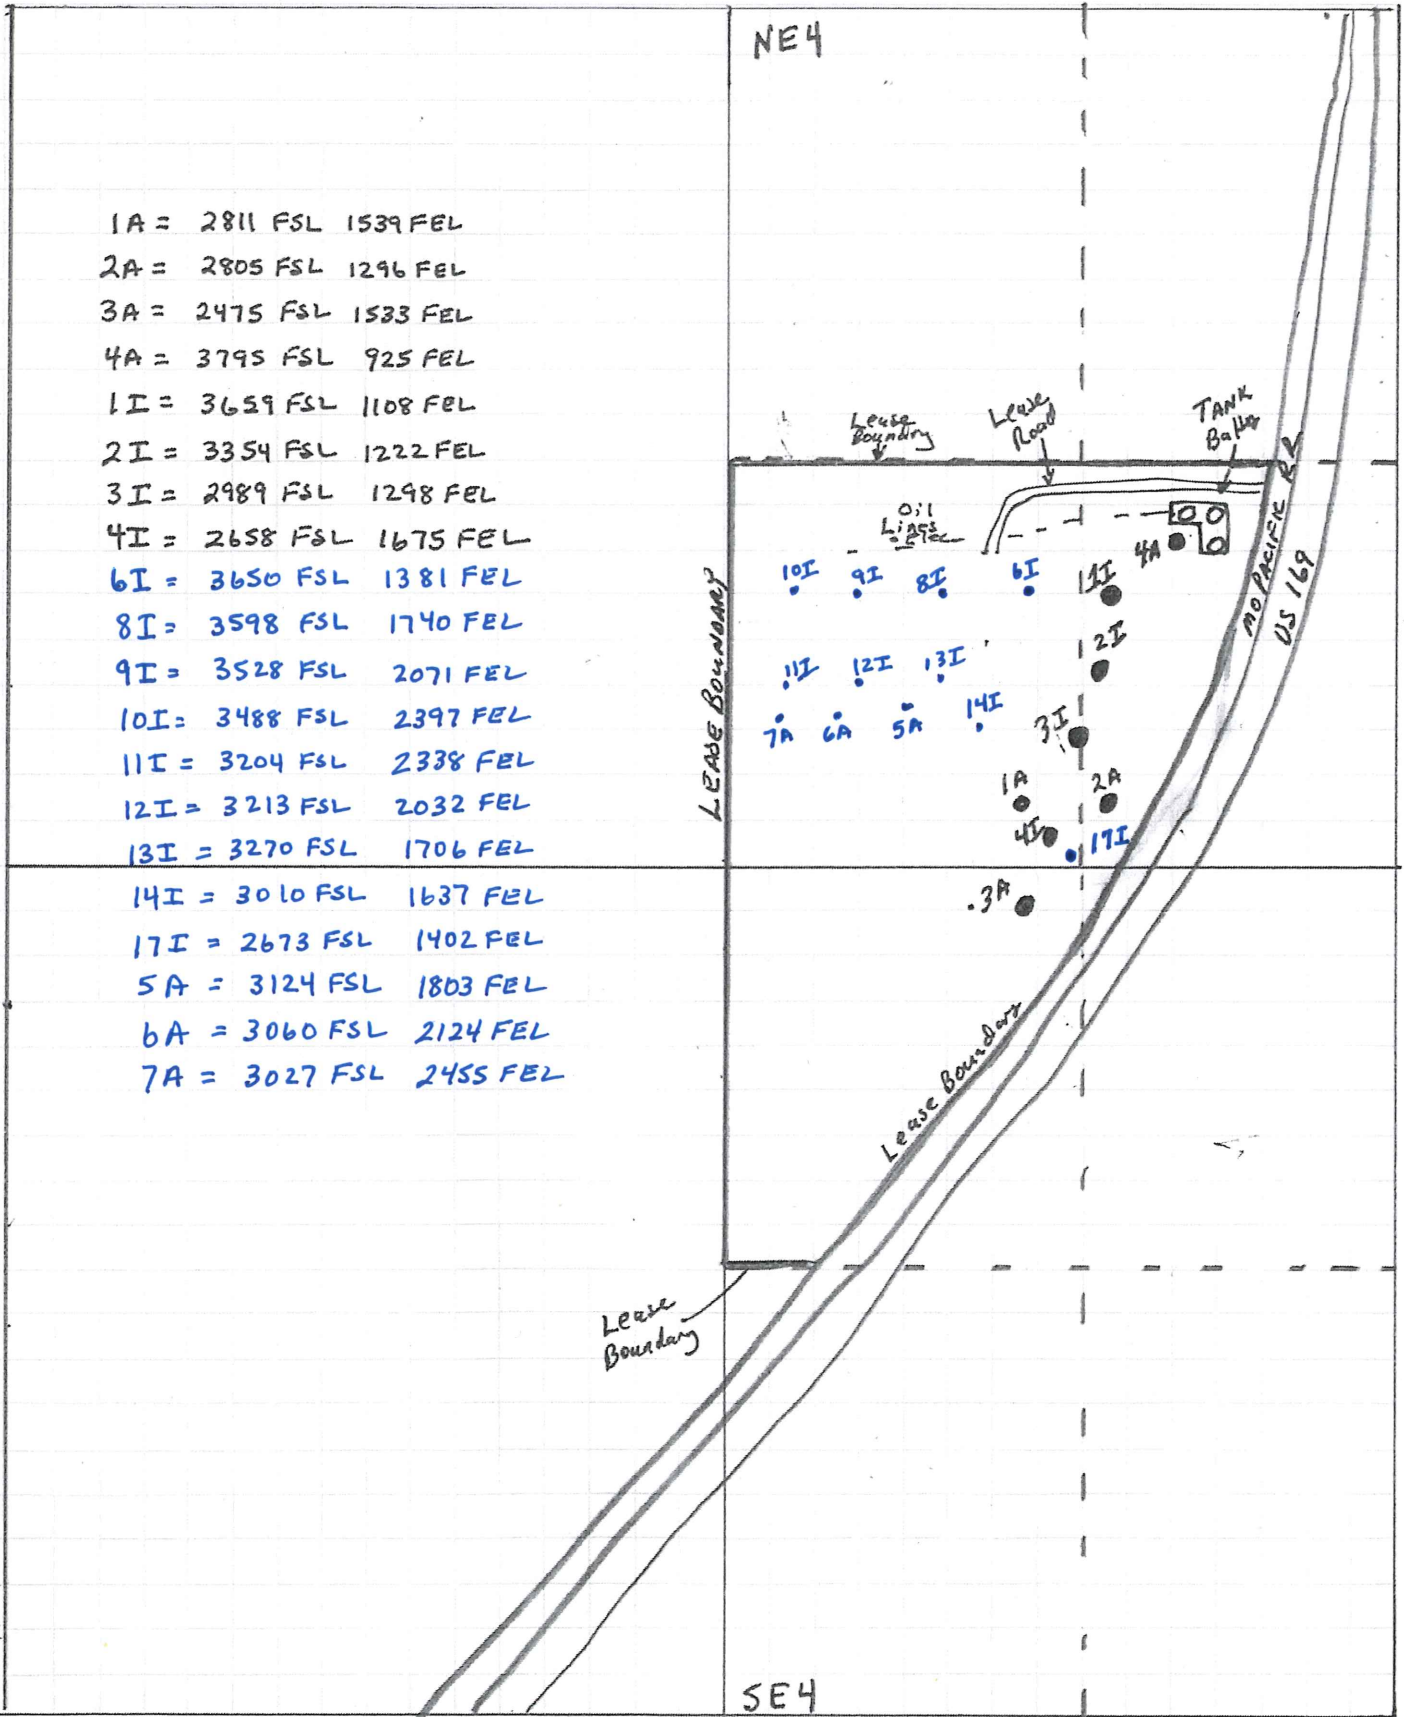 NE4
1A = 2811 FSL 1539 FEL
2A = 2805 FSL 1296 FEL
3A = 2475 FSL 1533 FEL
4A = 3795 FSL 925 FEL
1I = 3659 FSL 1108 FEL
2I = 3354 FSL 1222 FEL
3I = 2989 FSL 1298 FEL
4I = 2658 FSL 1675 FEL
6I = 3650 FSL 1381 FEL
8I = 3598 FSL 1740 FEL
9I = 3528 FSL 2071 FEL
10I = 3488 FSL 2397 FEL
11I = 3204 FSL 2338 FEL
12I = 3213 FSL 2032 FEL
13I = 3270 FSL 1706 FEL
14I = 3010 FSL 1637 FEL
17I = 2673 FSL 1402 FEL
5A = 3124 FSL 1803 FEL
6A = 3060 FSL 2124 FEL
7A = 3027 FSL 2455 FEL
Lease
Boundry
Lease
Road
TANK
Oil
Lines
4A
10I 9I 8I 6I 1I
MO PACIFIC RR
US 169
LEASE BOUNDARY
2I
11I 12I 13I
14I
7A 6A 5A
3I
1A 2A
4I 17I
3A
Lease Boundary
Lease
Boundary
SE4